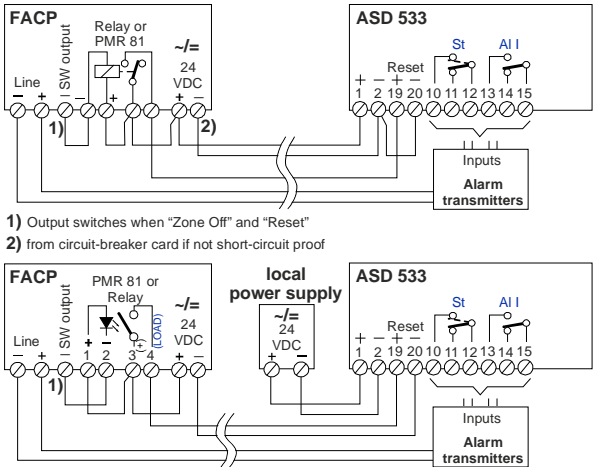 FACP
Relay or
PMR 81
~/=
24
VDC
SW output
Line
− + − + + −
1)
2)
ASD 533
St
Al I
Reset
+ − + −
1 2 19 20 10 11 12 13 14 15
Inputs
Alarm
transmitters
1) Output switches when “Zone Off” and “Reset”
2) from circuit-breaker card if not short-circuit proof
FACP
PMR 81 or
Relay
~/=
24
VDC
SW output
(+)
(LOAD)
Line
− + + − + −
1 2 3 4
1)
local
power supply
~/=
24
VDC
+ −
ASD 533
St
Al I
Reset
+ − + −
1 2 19 20 10 11 12 13 14 15
Inputs
Alarm
transmitters